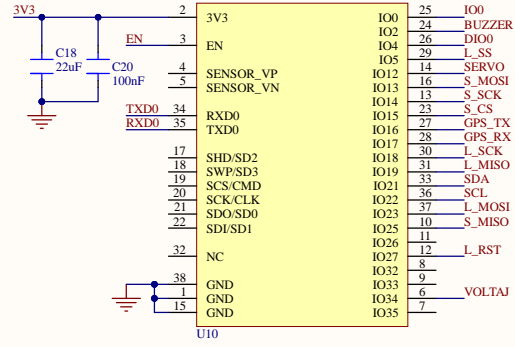 3V3
2 3V3 IO0 25 IO0
IO2 24 BUZZER
EN 3 EN IO4 26 DIO0
IO5 29 L_SS
C18
22uF
C20
100nF
4 SENSOR_VP IO12 14 SERVO
5 SENSOR_VN IO13 16 S_MOSI
IO14 13 S_SCK
TXD0 34 RXD0 IO15 23 S_CS
RXD0 35 TXD0 IO16 27 GPS_TX
IO17 28 GPS_RX
17 SHD/SD2 IO18 30 L_SCK
18 SWP/SD3 IO19 31 L_MISO
19 SCS/CMD IO21 33 SDA
20 SCK/CLK IO22 36 SCL
21 SDO/SD0 IO23 37 L_MOSI
22 SDI/SD1 IO25 10 S_MISO
IO26 11
32 NC IO27 12 L_RST
IO32 8
38 GND IO33 9
1 GND IO34 6 VOLTAJ
15 GND IO35 7
U10